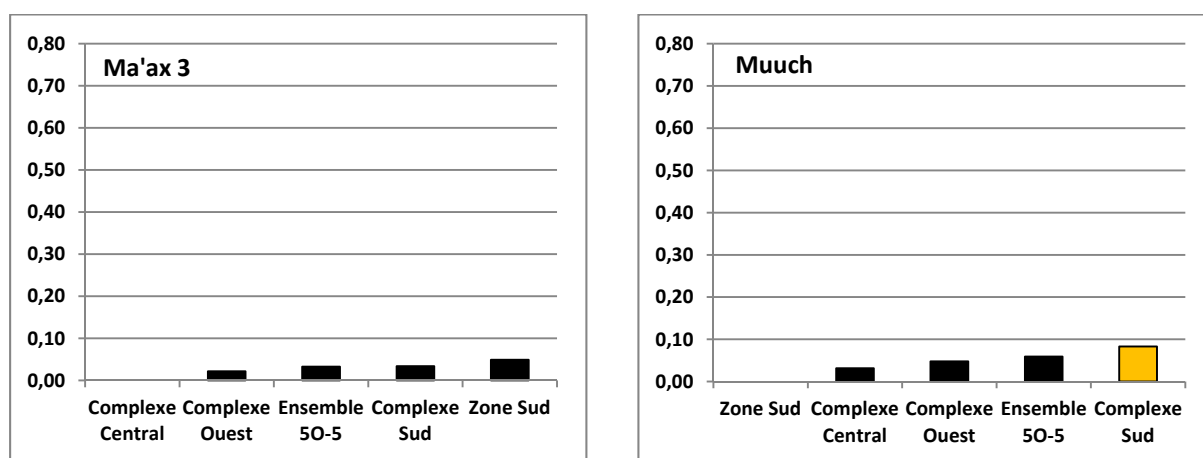 Ma'ax 3
0,80
0,70
0,60
0,50
0,40
0,30
0,20
0,10
0,00
Complexe Central
Complexe Ouest
Ensemble 5O-5
Complexe Sud
Zone Sud
Muuch
0,80
0,70
0,60
0,50
0,40
0,30
0,20
0,10
0,00
Zone Sud
Complexe Central
Complexe Ouest
Ensemble 5O-5
Complexe Sud